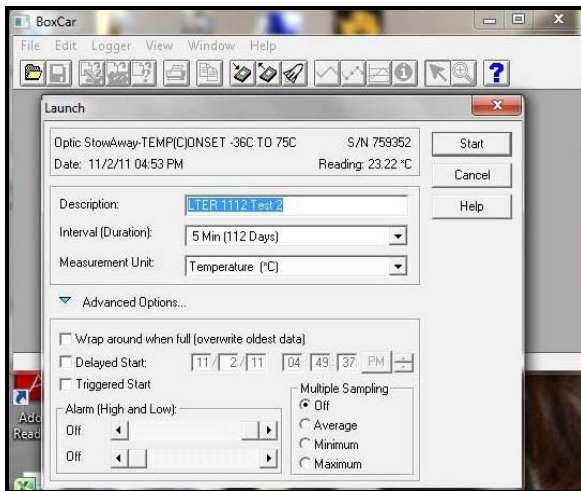 BoxCar
File Edit Logger View Window Help
Launch
Optic StowAway-TEMP(C)ONSET -36C TO 75C S/N 759352
Date: 11/2/11 04:53 PM Reading: 23.22 °C
Start
Cancel
Help
Description: LTER 1112 Test 2
Interval (Duration): 5 Min (112 Days)
Measurement Unit: Temperature (°C)
Advanced Options...
Wrap around when full (overwrite oldest data)
Delayed Start: 11/ 2/ 11 04 : 49 : 37 PM
Triggered Start
Alarm (High and Low):
Off
Off
Multiple Sampling
Off
Average
Minimum
Maximum
Ado
Read